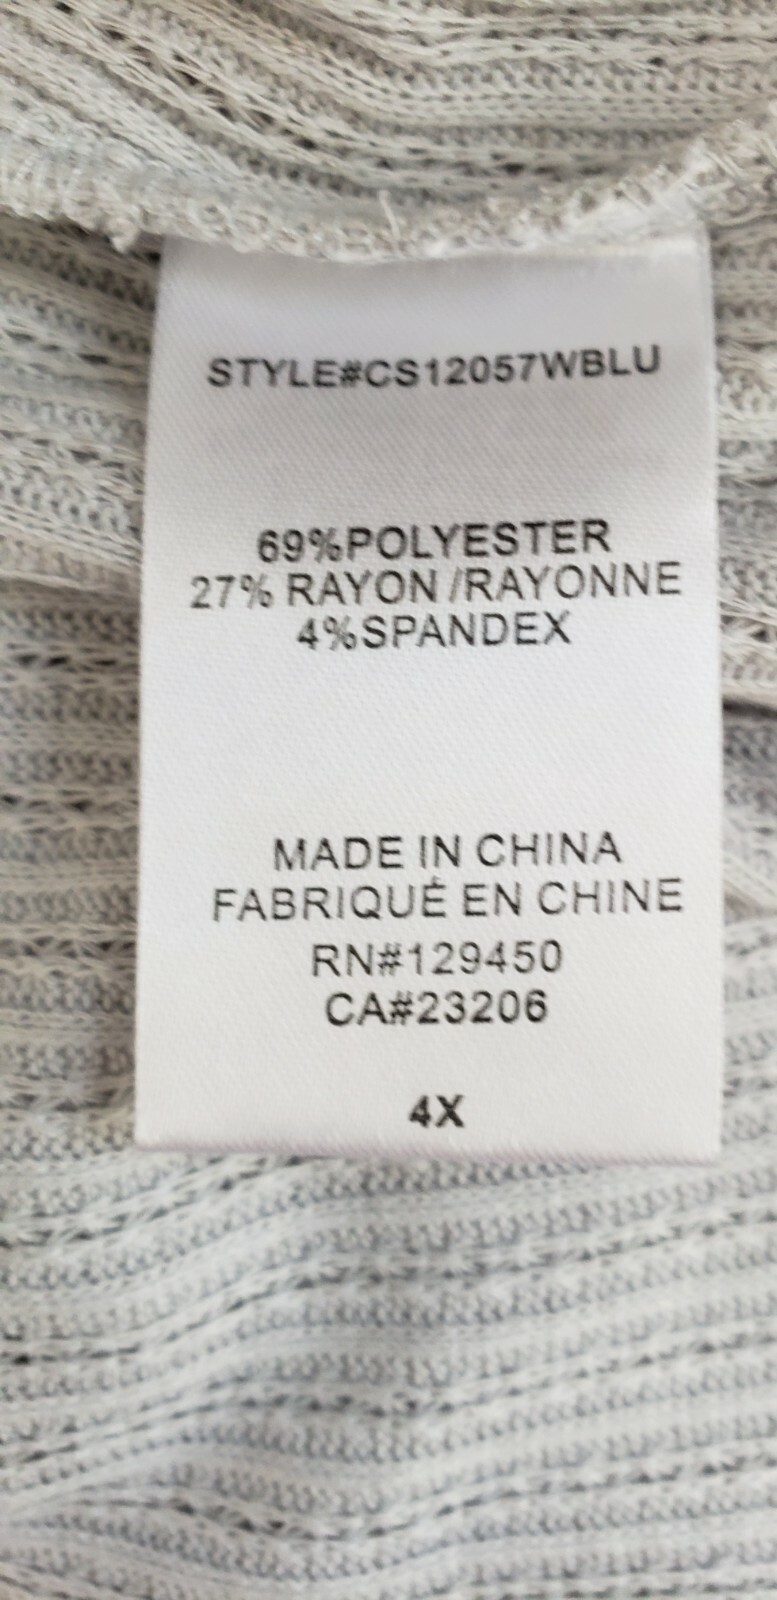 STYLE#CS12057WBLU
69%POLYESTER
27% RAYON /RAYONNE
4%SPANDEX
MADE IN CHINA
FABRIQUÉ EN CHINE
RN#129450
CA#23206
4X